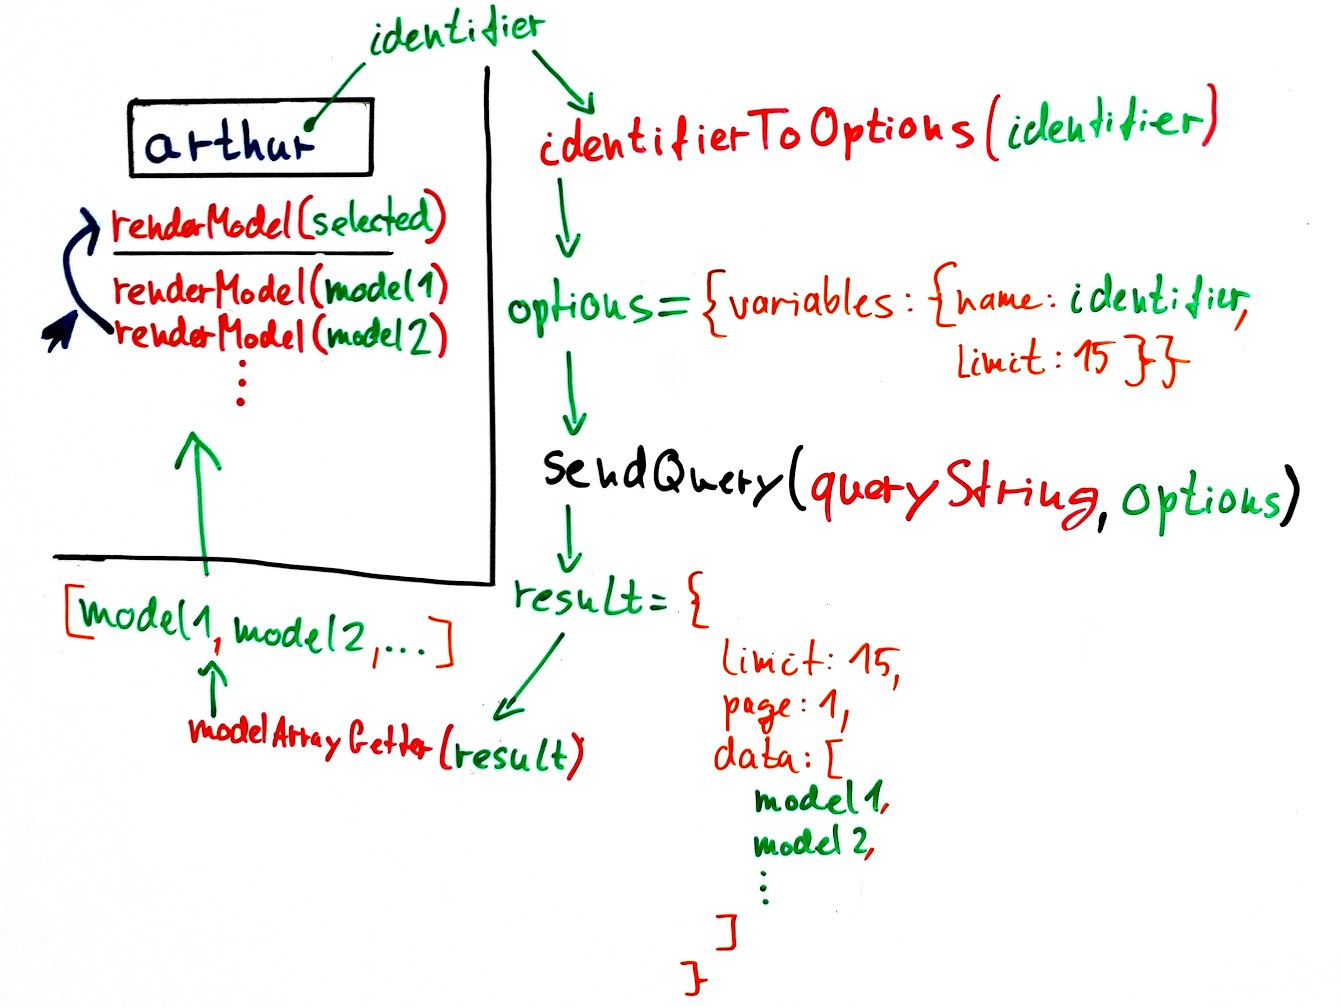 identifier
arthur
renderModel(selected)
renderModel(model1)
renderModel(model2)
⋮
[model1, model2,...]
modelArrayGetter(result)
identifierToOptions(identifier)
options={variables: {name: identifier,
limit: 15}}
sendQuery(queryString, options)
result= {
limit: 15,
page: 1,
data: [
model1,
model2,
⋮
]
}